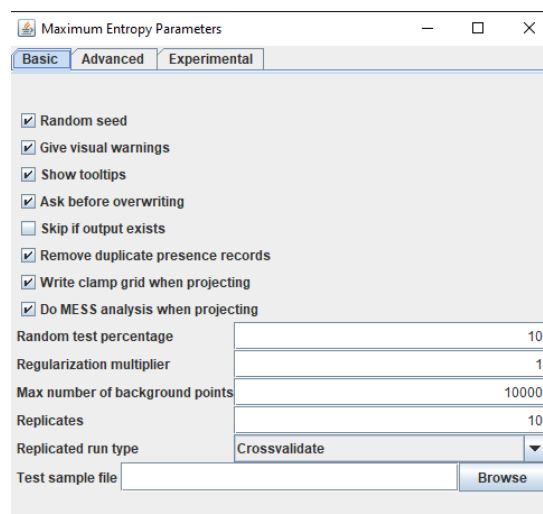 Maximum Entropy Parameters
Basic Advanced Experimental
Random seed
Give visual warnings
Show tooltips
Ask before overwriting
Skip if output exists
Remove duplicate presence records
Write clamp grid when projecting
Do MESS analysis when projecting
Random test percentage 10
Regularization multiplier 1
Max number of background points 10000
Replicates 10
Replicated run type Crossvalidate
Test sample file Browse